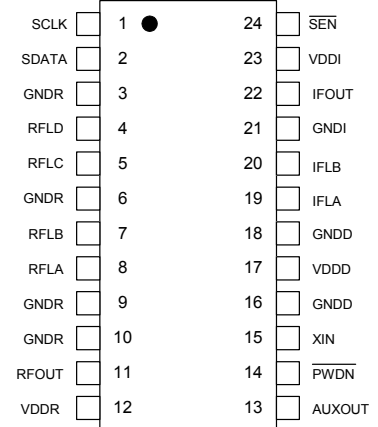 SCLK 1 24 SEN
SDATA 2 23 VDDI
GNDR 3 22 IFOUT
RFLD 4 21 GNDI
RFLC 5 20 IFLB
GNDR 6 19 IFLA
RFLB 7 18 GNDD
RFLA 8 17 VDDD
GNDR 9 16 GNDD
GNDR 10 15 XIN
RFOUT 11 14 PWDN
VDDR 12 13 AUXOUT